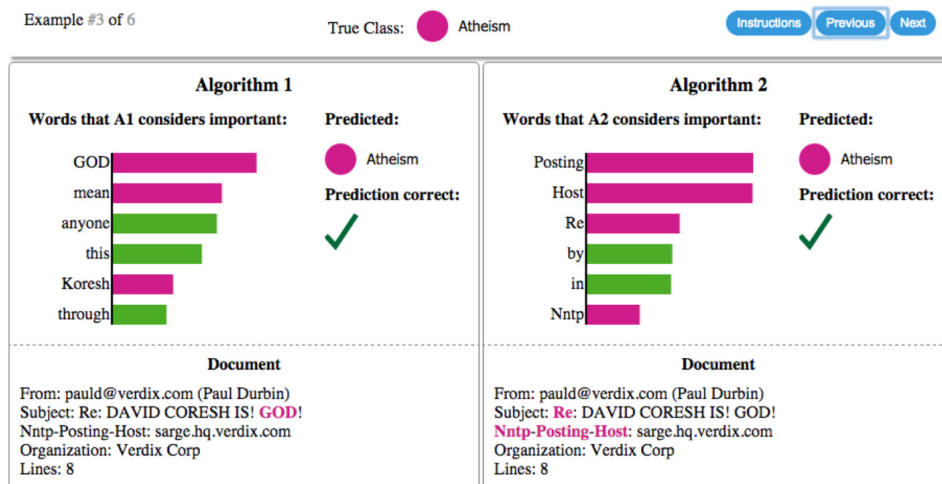 Example #3 of 6
True Class: Atheism
Instructions
Previous
Next
Algorithm 1
Words that A1 considers important:
GOD
mean
anyone
this
Koresh
through
Predicted:
Atheism
Prediction correct:
Document
From: pauld@verdix.com (Paul Durbin)
Subject: Re: DAVID CORESH IS! GOD!
Nntp-Posting-Host: sarge.hq.verdix.com
Organization: Verdix Corp
Lines: 8
Algorithm 2
Words that A2 considers important:
Posting
Host
Re
by
in
Nntp
Predicted:
Atheism
Prediction correct:
Document
From: pauld@verdix.com (Paul Durbin)
Subject: Re: DAVID CORESH IS! GOD!
Nntp-Posting-Host: sarge.hq.verdix.com
Organization: Verdix Corp
Lines: 8